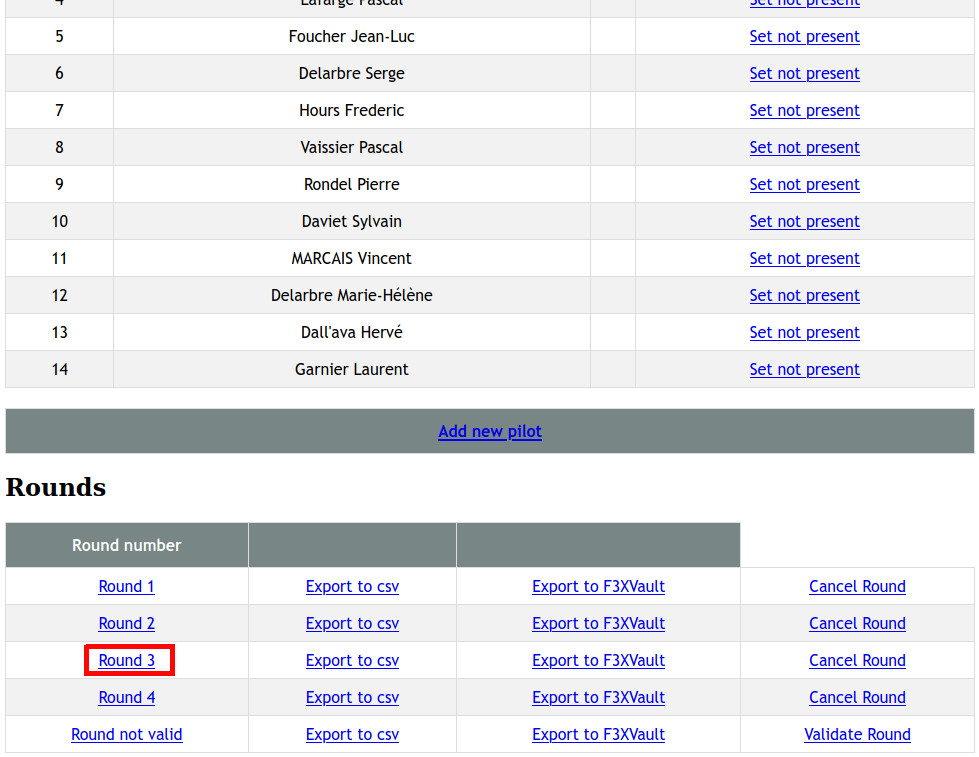 4 Lafarge Pascal Set not present
5 Foucher Jean-Luc Set not present
6 Delarbre Serge Set not present
7 Hours Frederic Set not present
8 Vaissier Pascal Set not present
9 Rondel Pierre Set not present
10 Daviet Sylvain Set not present
11 MARCAIS Vincent Set not present
12 Delarbre Marie-Hélène Set not present
13 Dall'ava Hervé Set not present
14 Garnier Laurent Set not present
Add new pilot
Rounds
Round number
Round 1 Export to csv Export to F3XVault Cancel Round
Round 2 Export to csv Export to F3XVault Cancel Round
Round 3 Export to csv Export to F3XVault Cancel Round
Round 4 Export to csv Export to F3XVault Cancel Round
Round not valid Export to csv Export to F3XVault Validate Round